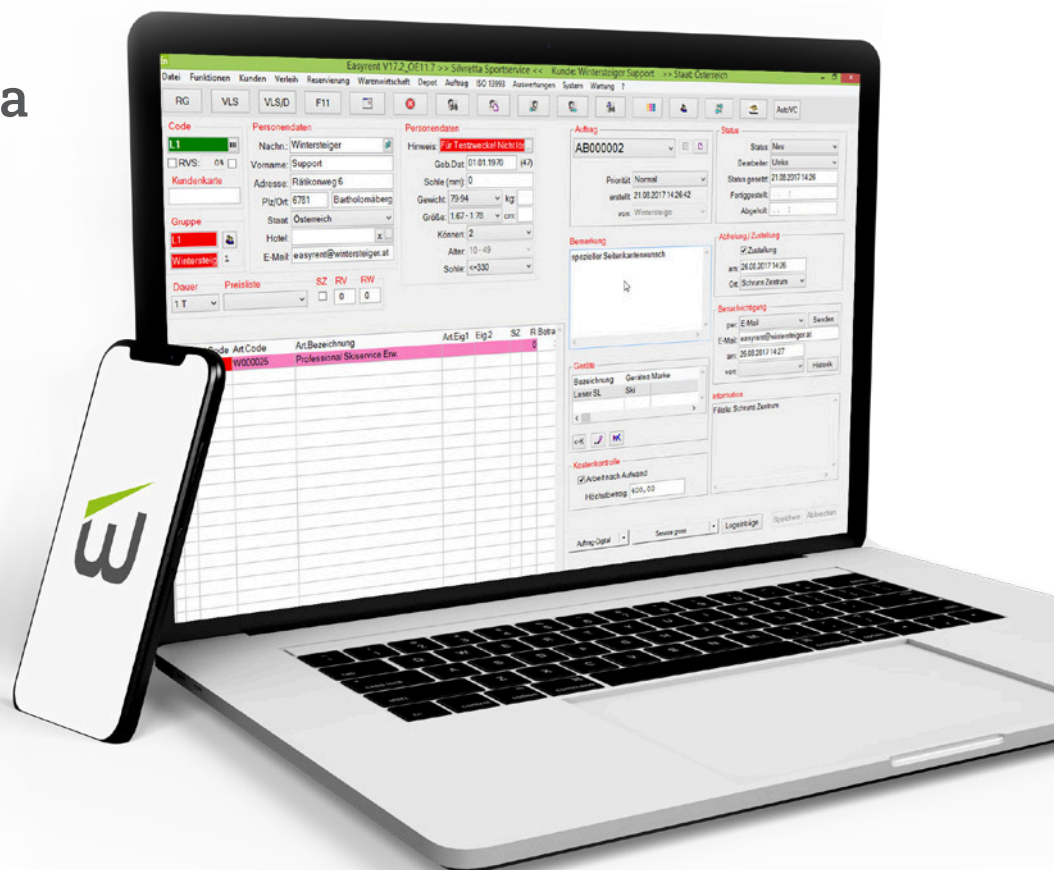 a
Easyrent V17.2_OE11.7 >> Silvretta Sportservice << Kunde: Wintersteiger Support >> Staat: Österreich
Datei Funktionen Kunden Verleih Reservierung Warenwirtschaft Depot Auftrag ISO 13993 Auswertungen System Wartung ?
RG VLS VLS/D F11 Auto/VC
Code
L1
RVS: 0%
Kundenkarte
Gruppe
L1
Wintersteig 1
Dauer Preisliste SZ RV RW
1 T 0 0
Personendaten
Nachn.: Wintersteiger
Vorname: Support
Adresse: Rätikonweg 6
Plz/Ort: 6781 Bartholomäberg
Staat: Österreich
Hotel: x
E-Mail: easyrent@wintersteiger.at
Personendaten
Hinweis: Für Testzwecke! Nicht lös
Geb.Dat: 01.01.1970 (47)
Sohle (mm): 0
Gewicht: 79-94 kg:
Größe: 1.67 - 1.78 cm:
Können: 2
Alter: 10 - 49
Sohle: <=330
Auftrag
AB000002
Priorität: Normal
erstellt: 21.08.2017 14:26:42
von: Wintersteige
Status
Status: Neu
Bearbeiter: Ulrike
Status gesetzt: 21.08.2017 14:26
Fertiggestellt: . . :
Abgeholt: . . :
Bemerkung
spezieller Seitenkantenwunsch
Abholung / Zustellung
Zustellung
am: 26.08.2017 14:26
Ort: Schruns Zentrum
Benachrichtigung
per: E-Mail Senden
E-Mail: easyrent@wintersteiger.at
am: 26.08.2017 14:27
von: Historik
Code Art.Code Art.Bezeichnung Art.Eig1 Eig.2 SZ R Betra
W000025 Professional Skiservice Erw. 0
Geräte
Bezeichnung Geräteart Marke
Laser SL Ski
<-K
Information
Filiale: Schruns Zentrum
Kostenkontrolle
Arbeit nach Aufwand
Höchstbetrag: 400,00
Auftrag-Digital Service gross Logeinträge Speichern Abbrechen